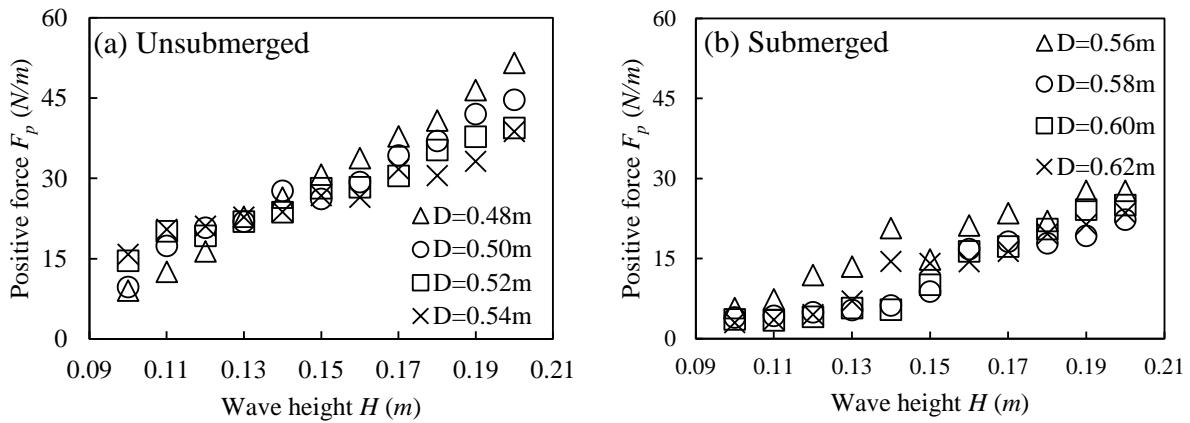 (a) Unsubmerged
Positive force Fₚ (N/m)
60
45
30
15
0
D=0.48m
D=0.50m
D=0.52m
D=0.54m
0.09 0.11 0.13 0.15 0.17 0.19 0.21
Wave height H (m)
(b) Submerged
Positive force Fₚ (N/m)
60
45
30
15
0
D=0.56m
D=0.58m
D=0.60m
D=0.62m
0.09 0.11 0.13 0.15 0.17 0.19 0.21
Wave height H (m)